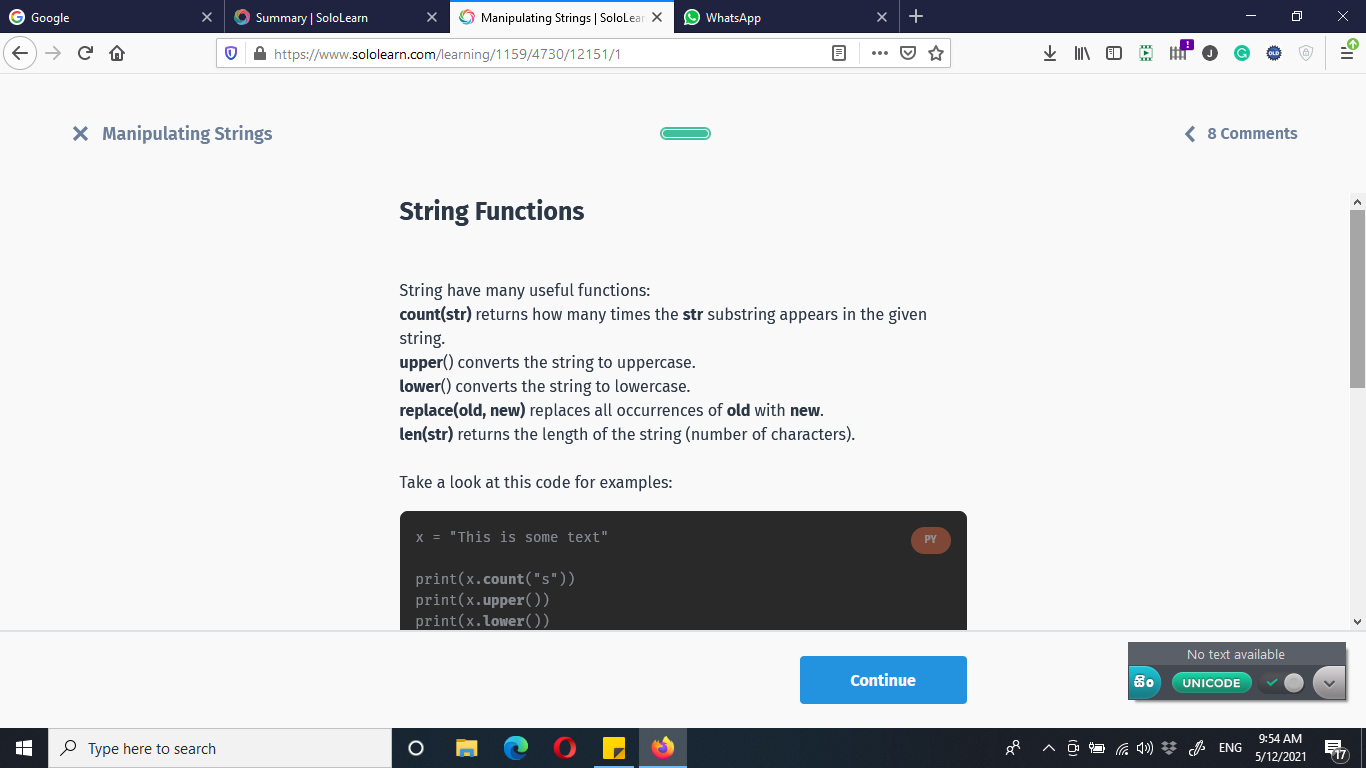 Google
Summary | SoloLearn
Manipulating Strings | SoloLear
WhatsApp
https://www.sololearn.com/learning/1159/4730/12151/1
Manipulating Strings
8 Comments
String Functions
String have many useful functions:
count(str) returns how many times the str substring appears in the given
string.
upper() converts the string to uppercase.
lower() converts the string to lowercase.
replace(old, new) replaces all occurrences of old with new.
len(str) returns the length of the string (number of characters).
Take a look at this code for examples:
x = "This is some text"
PY
print(x.count("s"))
print(x.upper())
print(x.lower())
Continue
No text available
UNICODE
Type here to search
ENG
9:54 AM
5/12/2021
17